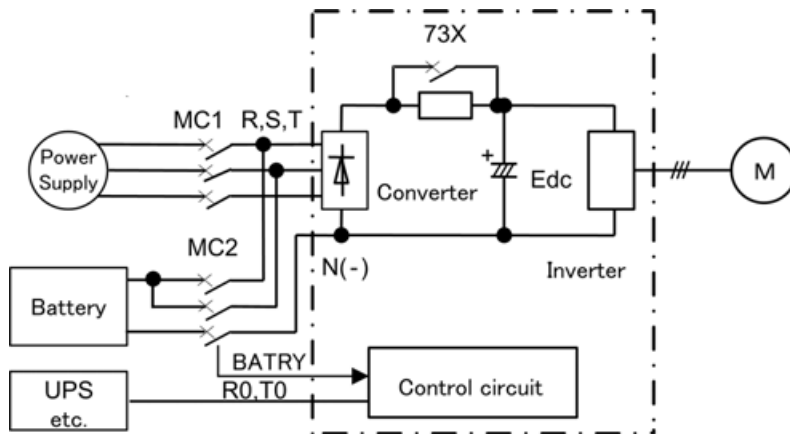 73X
MC1
R,S,T
Power
Supply
Converter
+
Edc
M
MC2
N(-)
Inverter
Battery
BATRY
R0,T0
UPS
etc.
Control circuit